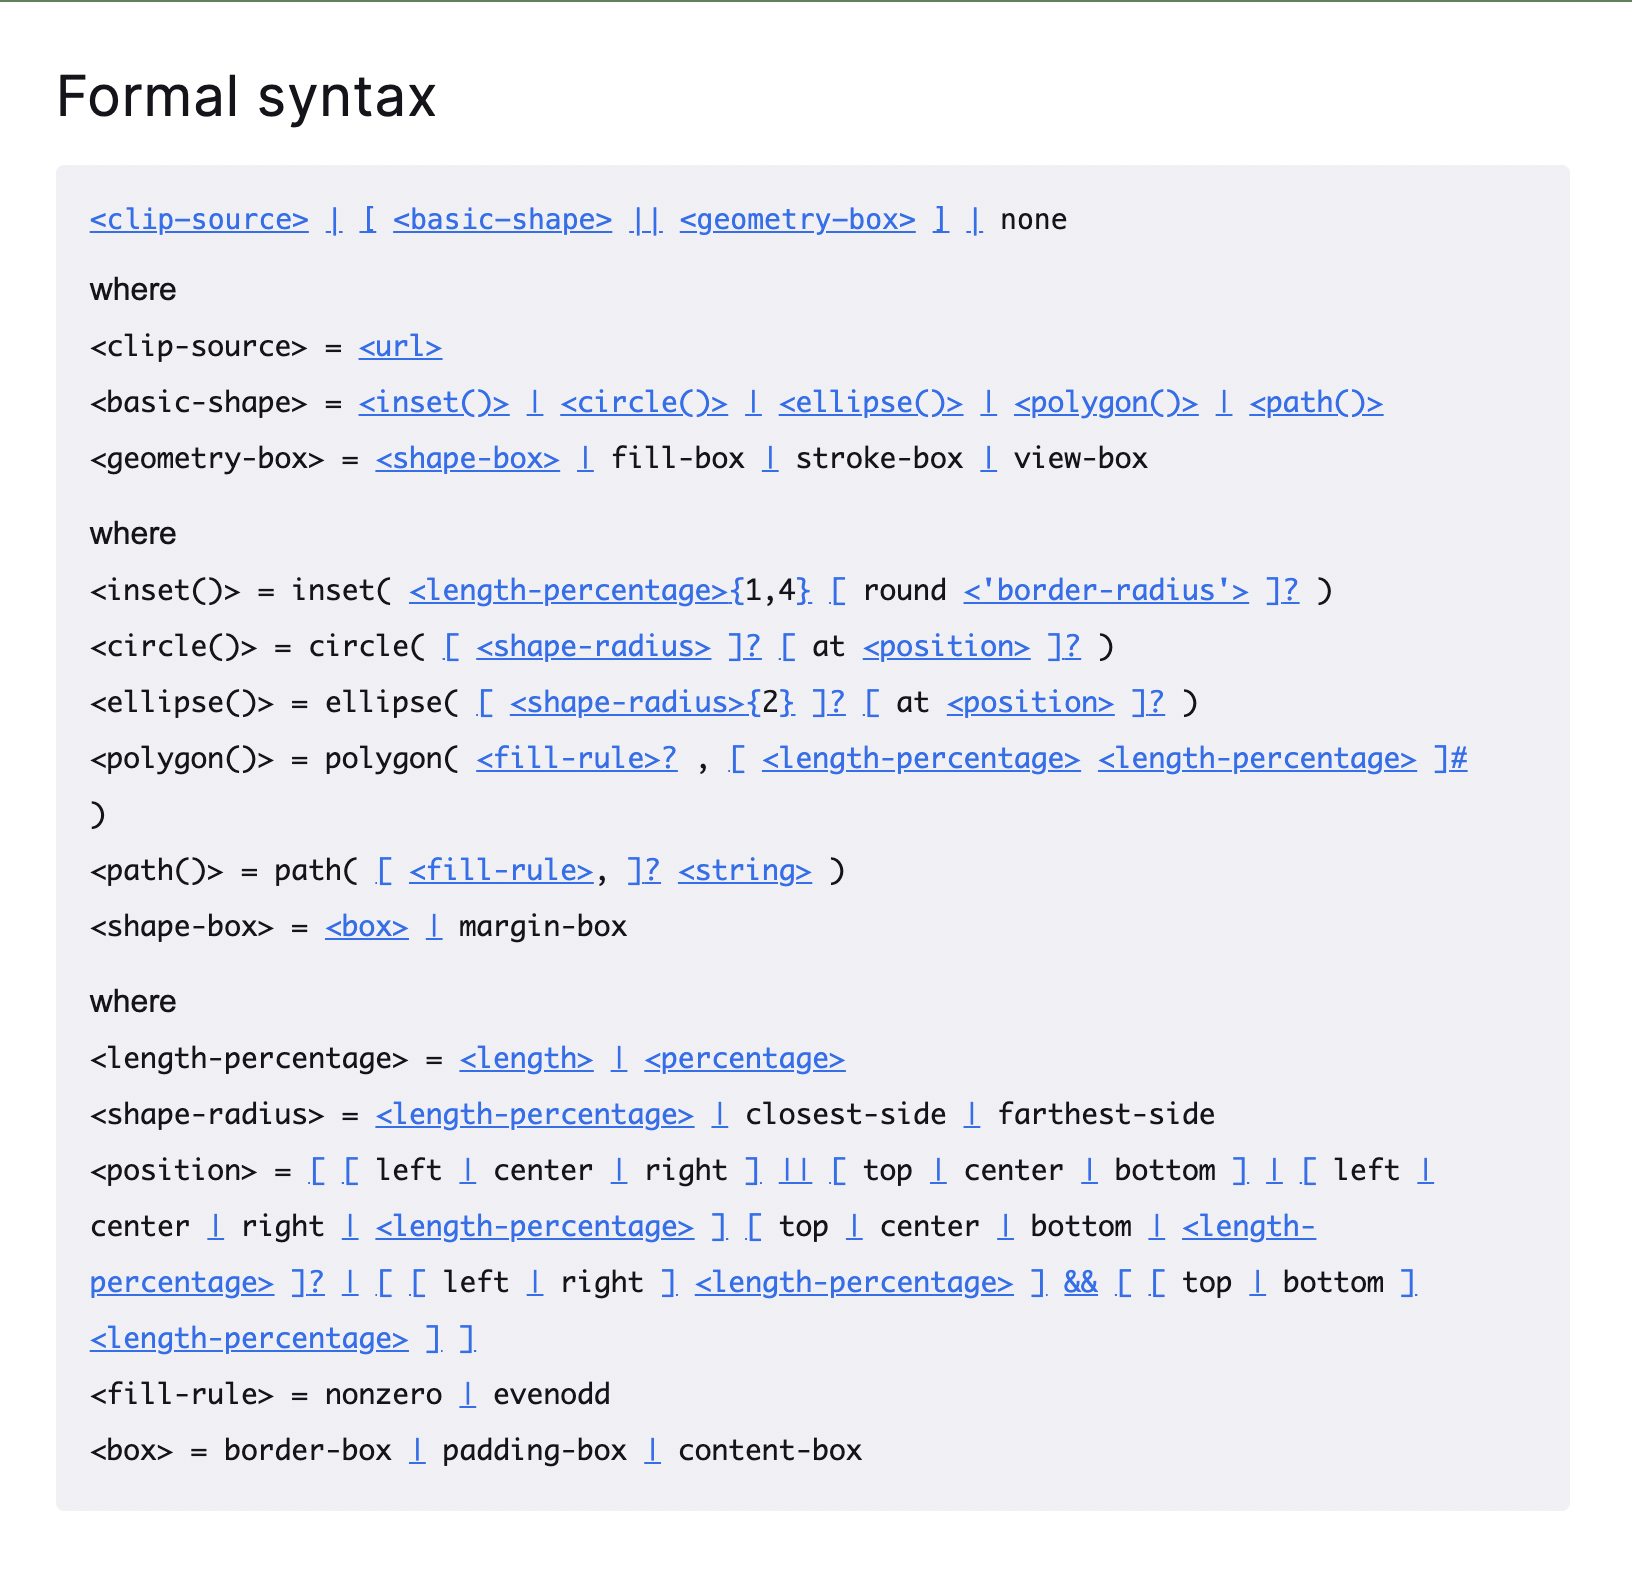 Formal syntax
<clip-source> | [ <basic-shape> || <geometry-box> ] | none
where
<clip-source> = <url>
<basic-shape> = <inset()> | <circle()> | <ellipse()> | <polygon()> | <path()>
<geometry-box> = <shape-box> | fill-box | stroke-box | view-box
where
<inset()> = inset( <length-percentage>{1,4} [ round <'border-radius'> ]? )
<circle()> = circle( [ <shape-radius> ]? [ at <position> ]? )
<ellipse()> = ellipse( [ <shape-radius>{2} ]? [ at <position> ]? )
<polygon()> = polygon( <fill-rule>? , [ <length-percentage> <length-percentage> ]#
)
<path()> = path( [ <fill-rule>, ]? <string> )
<shape-box> = <box> | margin-box
where
<length-percentage> = <length> | <percentage>
<shape-radius> = <length-percentage> | closest-side | farthest-side
<position> = [ [ left | center | right ] || [ top | center | bottom ] | [ left |
center | right | <length-percentage> ] [ top | center | bottom | <length-
percentage> ]? | [ [ left | right ] <length-percentage> ] && [ [ top | bottom ]
<length-percentage> ] ]
<fill-rule> = nonzero | evenodd
<box> = border-box | padding-box | content-box